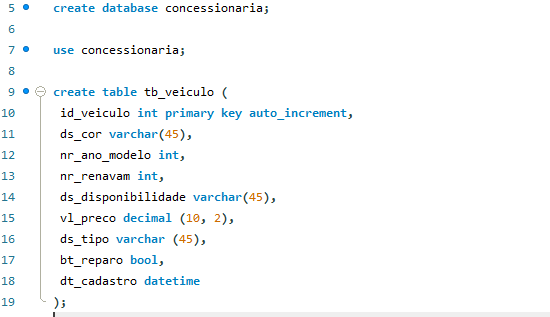 5 create database concessionaria;
6
7 use concessionaria;
8
9 create table tb_veiculo (
10 id_veiculo int primary key auto_increment,
11 ds_cor varchar(45),
12 nr_ano_modelo int,
13 nr_renavam int,
14 ds_disponibilidade varchar(45),
15 vl_preco decimal (10, 2),
16 ds_tipo varchar (45),
17 bt_reparo bool,
18 dt_cadastro datetime
19 );